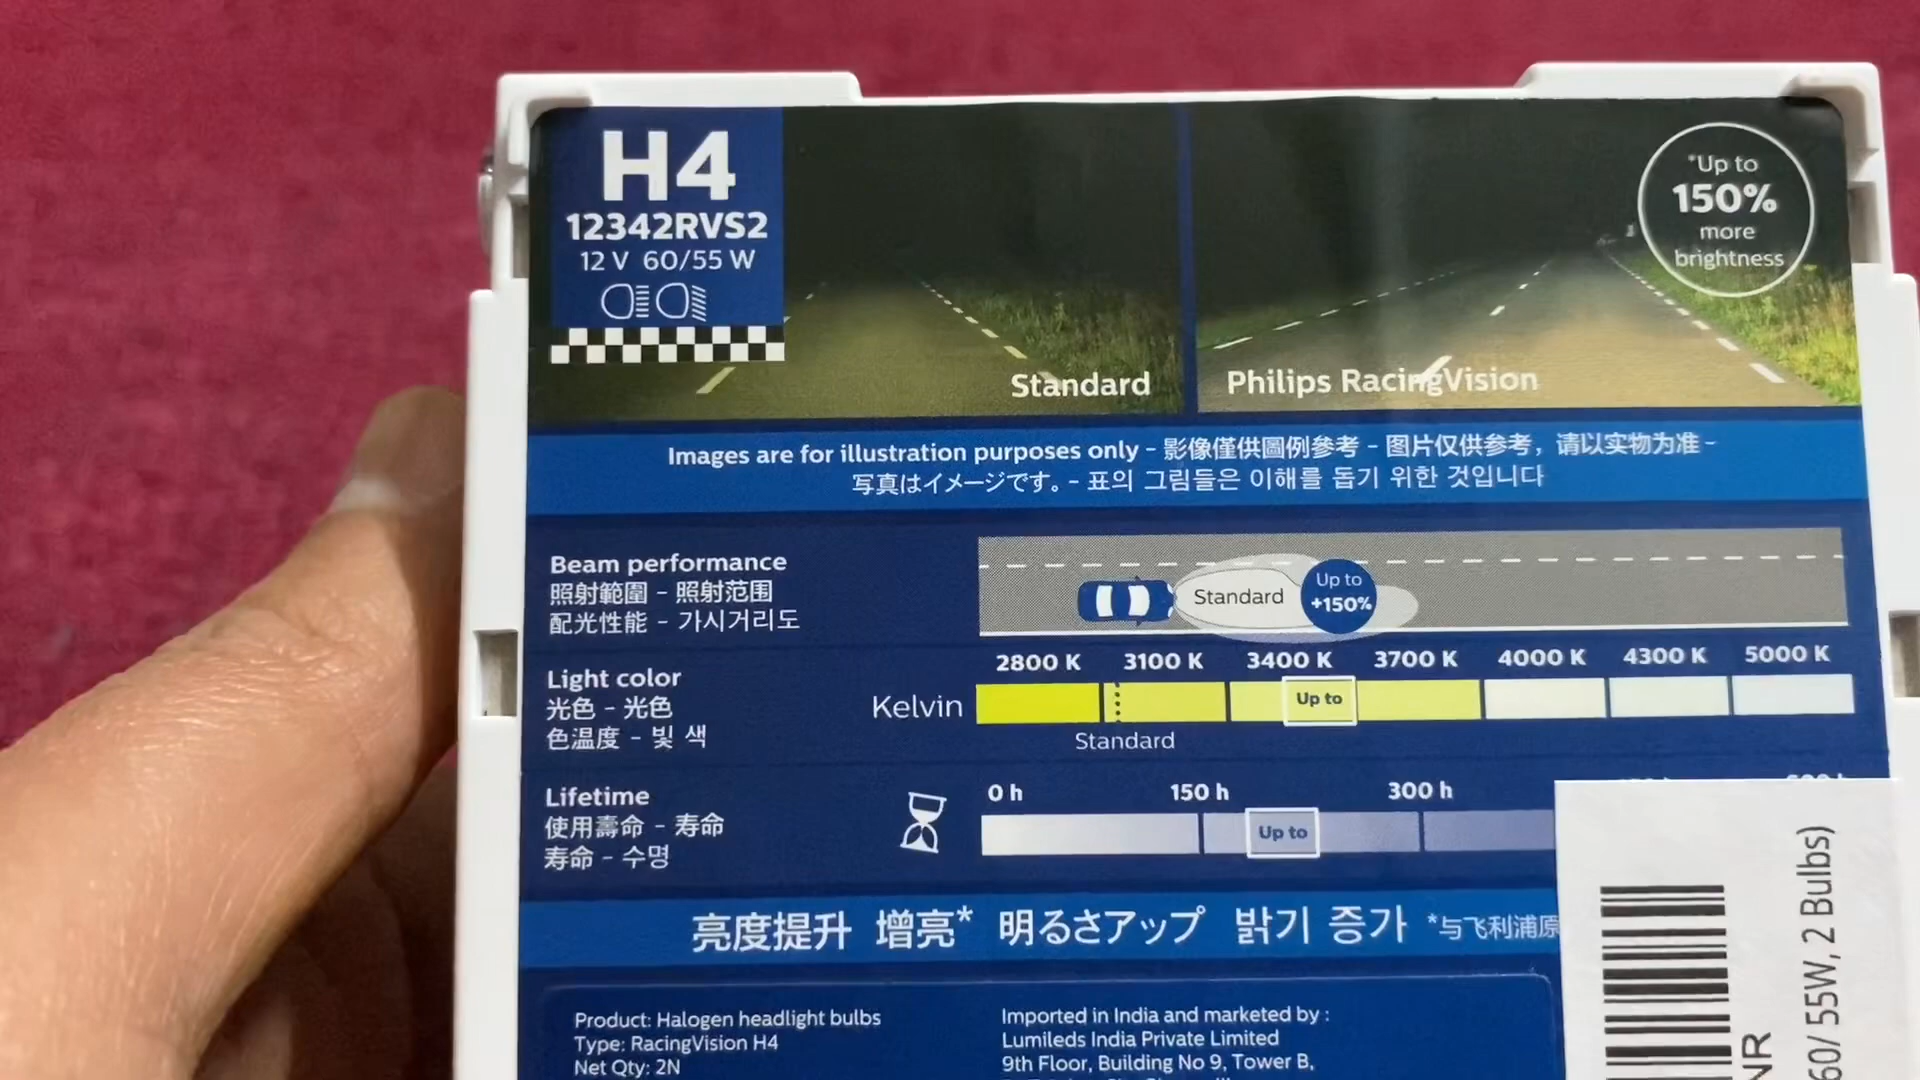 H4
12342RVS2
12 V 60/55 W
*Up to
150%
more
brightness
Standard
Philips RacingVision
Images are for illustration purposes only - 影像僅供圖例參考 - 图片仅供参考，请以实物为准 -
写真はイメージです。 - 표의 그림들은 이해를 돕기 위한 것입니다
Beam performance
照射範圍 - 照射范围
配光性能 - 가시거리도
Standard
Up to
+150%
2800 K 3100 K 3400 K 3700 K 4000 K 4300 K 5000 K
Light color
光色 - 光色
色温度 - 빛 색
Kelvin
Up to
Standard
Lifetime
使用壽命 - 寿命
寿命 - 수명
0 h 150 h 300 h
Up to
亮度提升 增亮* 明るさアップ 밝기 증가 *与飞利浦原
Product: Halogen headlight bulbs
Type: RacingVision H4
Net Qty: 2N
Imported in India and marketed by :
Lumileds India Private Limited
9th Floor, Building No 9, Tower B,
60/ 55W, 2 Bulbs)